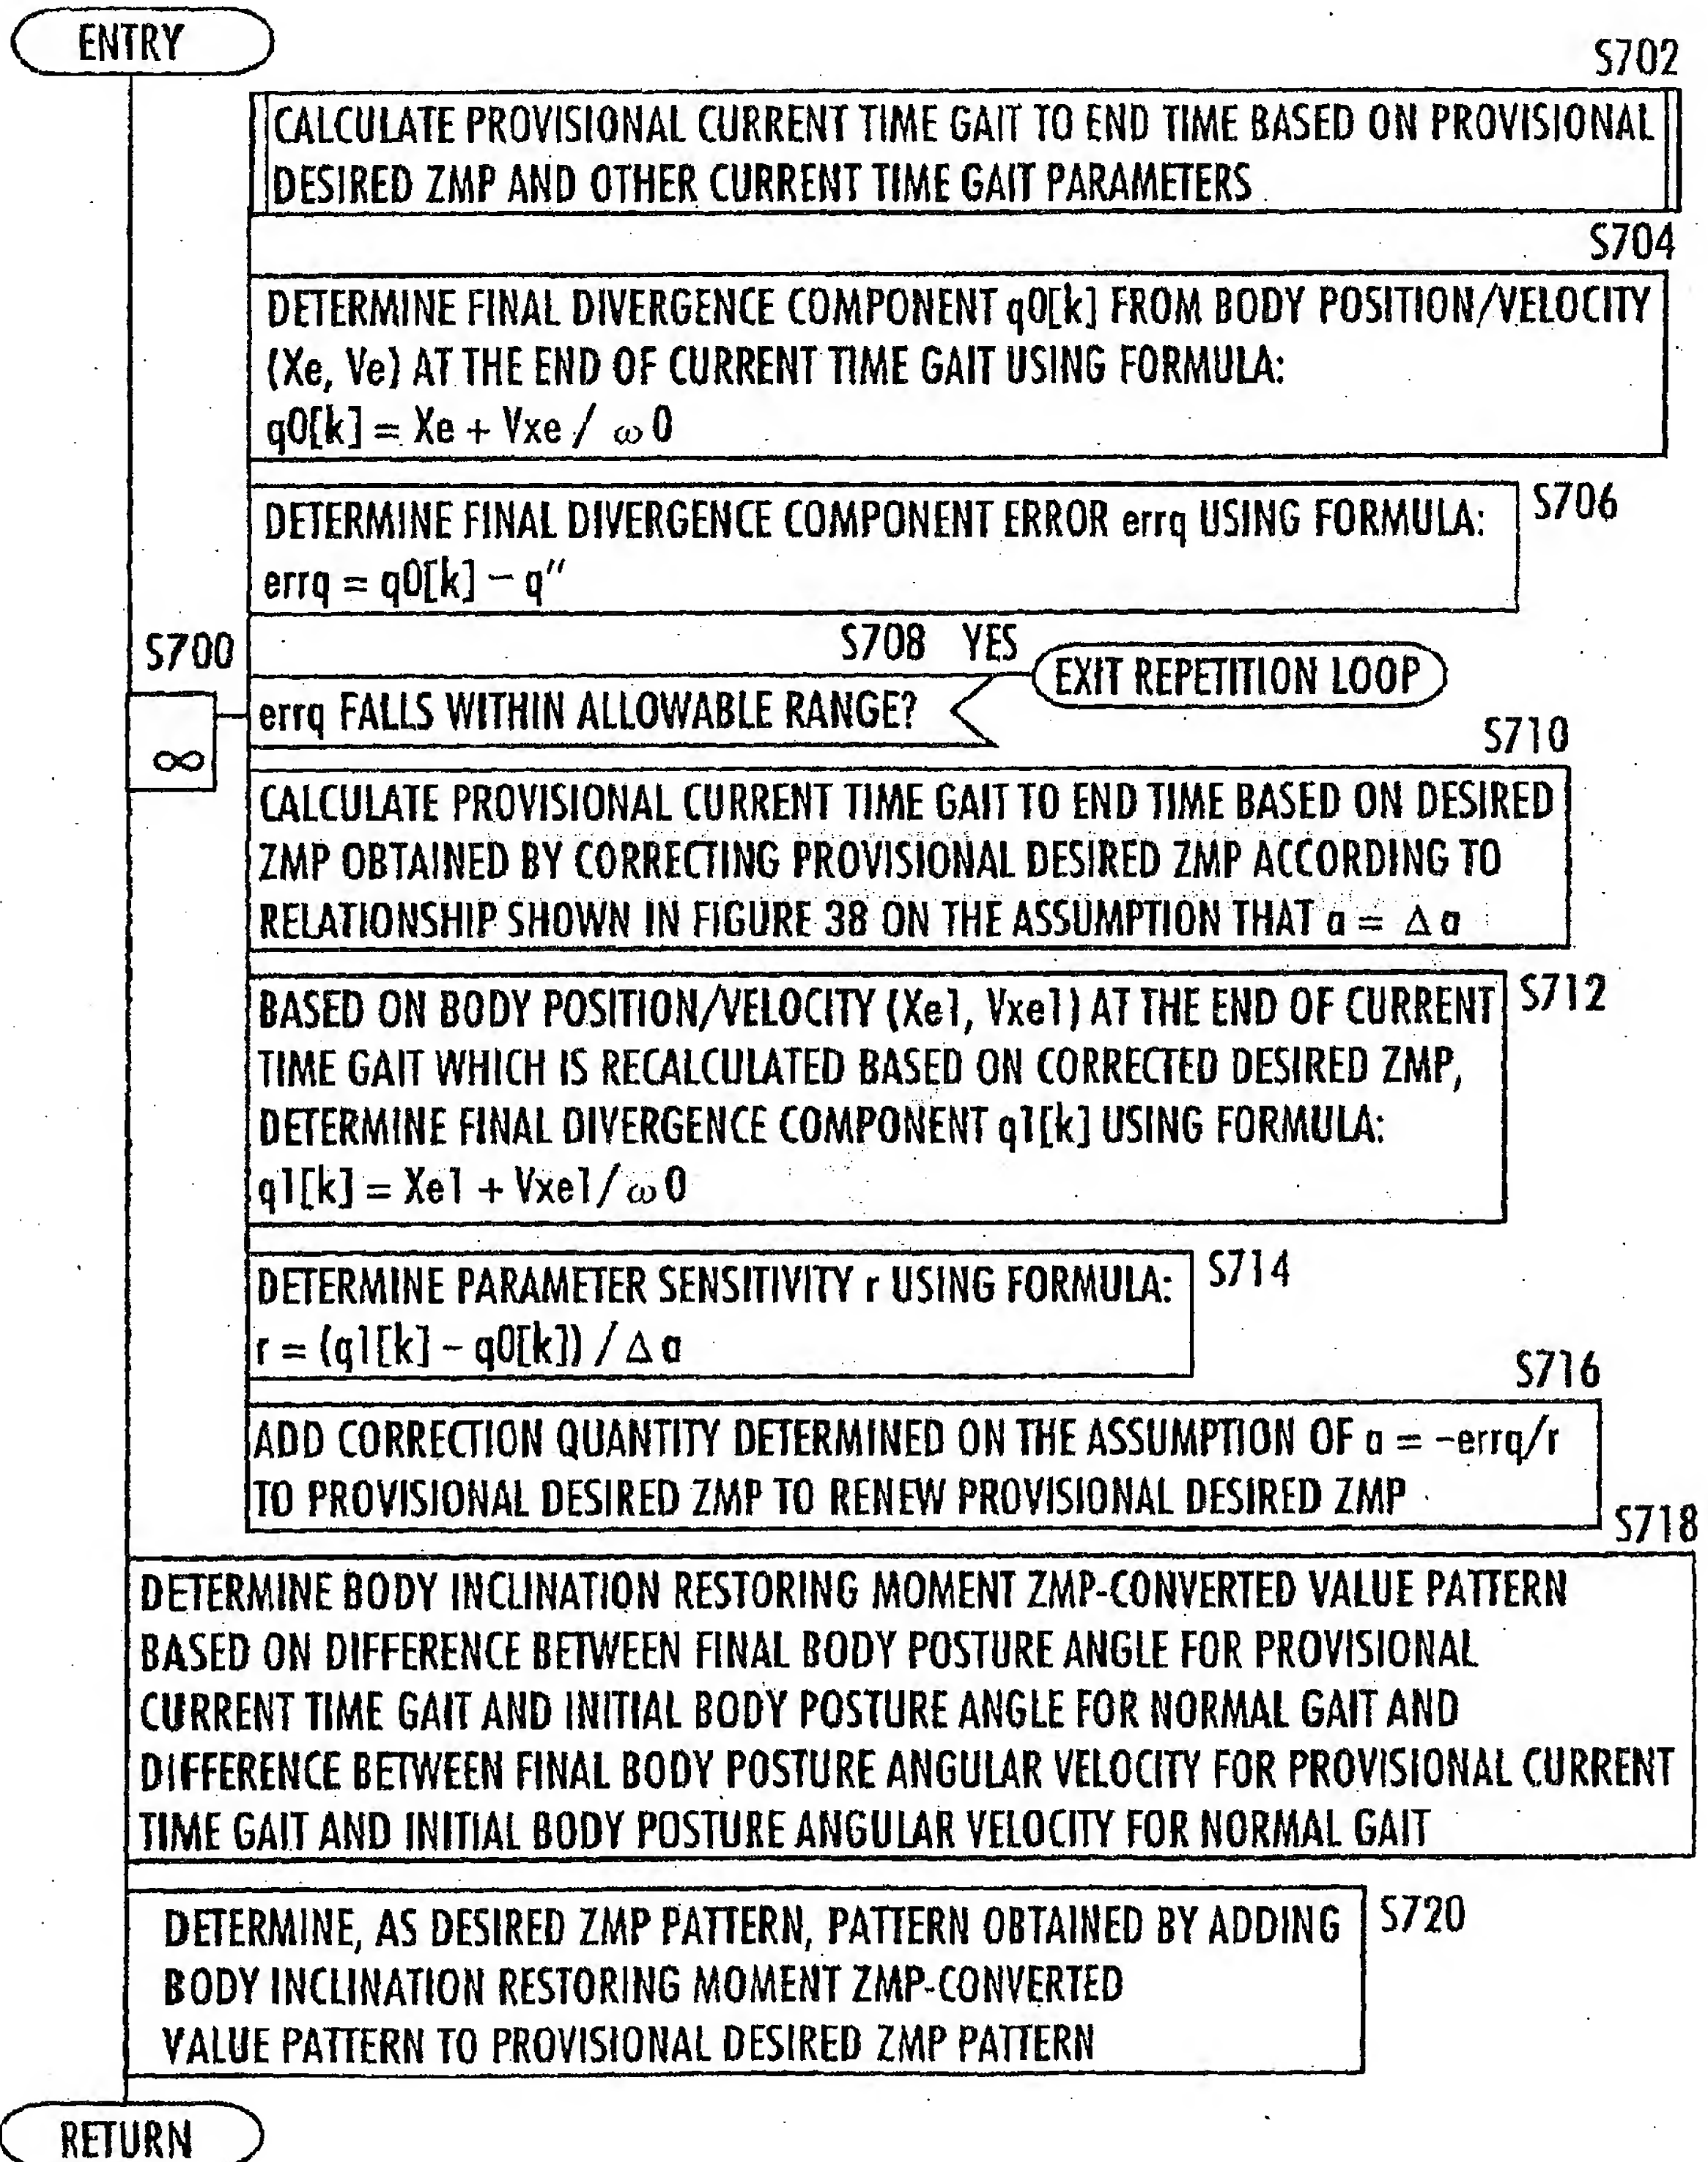 ENTRY
S702
CALCULATE PROVISIONAL CURRENT TIME GAIT TO END TIME BASED ON PROVISIONAL
DESIRED ZMP AND OTHER CURRENT TIME GAIT PARAMETERS
S704
DETERMINE FINAL DIVERGENCE COMPONENT q0[k] FROM BODY POSITION/VELOCITY
(Xe, Ve) AT THE END OF CURRENT TIME GAIT USING FORMULA:
q0[k] = Xe + Vxe / ω0
DETERMINE FINAL DIVERGENCE COMPONENT ERROR errq USING FORMULA:
S706
errq = q0[k] - q"
S700
S708 YES
EXIT REPETITION LOOP
errq FALLS WITHIN ALLOWABLE RANGE?
∞
S710
CALCULATE PROVISIONAL CURRENT TIME GAIT TO END TIME BASED ON DESIRED
ZMP OBTAINED BY CORRECTING PROVISIONAL DESIRED ZMP ACCORDING TO
RELATIONSHIP SHOWN IN FIGURE 38 ON THE ASSUMPTION THAT a = Δa
BASED ON BODY POSITION/VELOCITY (Xe1, Vxe1) AT THE END OF CURRENT
S712
TIME GAIT WHICH IS RECALCULATED BASED ON CORRECTED DESIRED ZMP,
DETERMINE FINAL DIVERGENCE COMPONENT q1[k] USING FORMULA:
q1[k] = Xe1 + Vxe1/ω0
DETERMINE PARAMETER SENSITIVITY r USING FORMULA:
S714
r = (q1[k] - q0[k]) / Δa
S716
ADD CORRECTION QUANTITY DETERMINED ON THE ASSUMPTION OF a = -errq/r
TO PROVISIONAL DESIRED ZMP TO RENEW PROVISIONAL DESIRED ZMP
S718
DETERMINE BODY INCLINATION RESTORING MOMENT ZMP-CONVERTED VALUE PATTERN
BASED ON DIFFERENCE BETWEEN FINAL BODY POSTURE ANGLE FOR PROVISIONAL
CURRENT TIME GAIT AND INITIAL BODY POSTURE ANGLE FOR NORMAL GAIT AND
DIFFERENCE BETWEEN FINAL BODY POSTURE ANGULAR VELOCITY FOR PROVISIONAL CURRENT
TIME GAIT AND INITIAL BODY POSTURE ANGULAR VELOCITY FOR NORMAL GAIT
DETERMINE, AS DESIRED ZMP PATTERN, PATTERN OBTAINED BY ADDING
S720
BODY INCLINATION RESTORING MOMENT ZMP-CONVERTED
VALUE PATTERN TO PROVISIONAL DESIRED ZMP PATTERN
RETURN